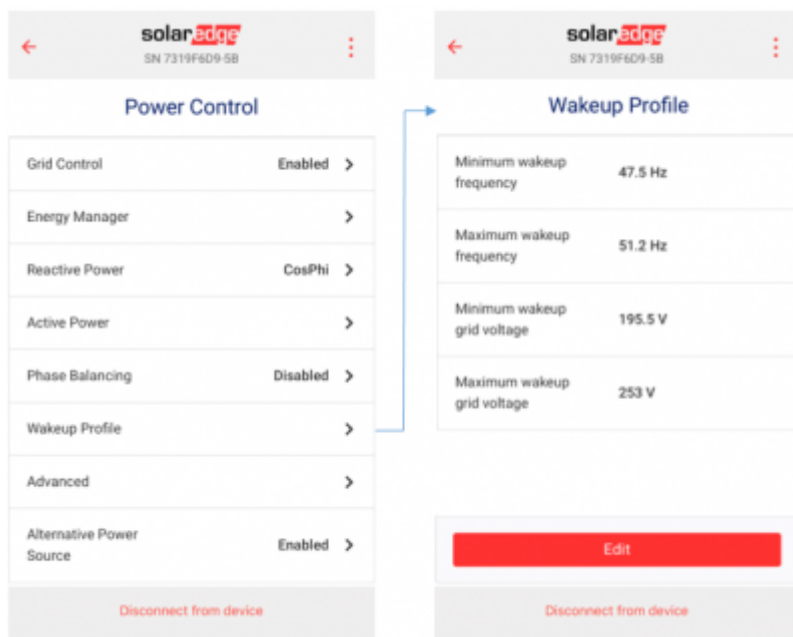 solaredge
SN 7319F6D9-5B
Power Control
Grid Control Enabled
Energy Manager
Reactive Power CosPhi
Active Power
Phase Balancing Disabled
Wakeup Profile
Advanced
Alternative Power
Source Enabled
Disconnect from device
solaredge
SN 7319F6D9-5B
Wakeup Profile
Minimum wakeup
frequency 47.5 Hz
Maximum wakeup
frequency 51.2 Hz
Minimum wakeup
grid voltage 195.5 V
Maximum wakeup
grid voltage 253 V
Edit
Disconnect from device